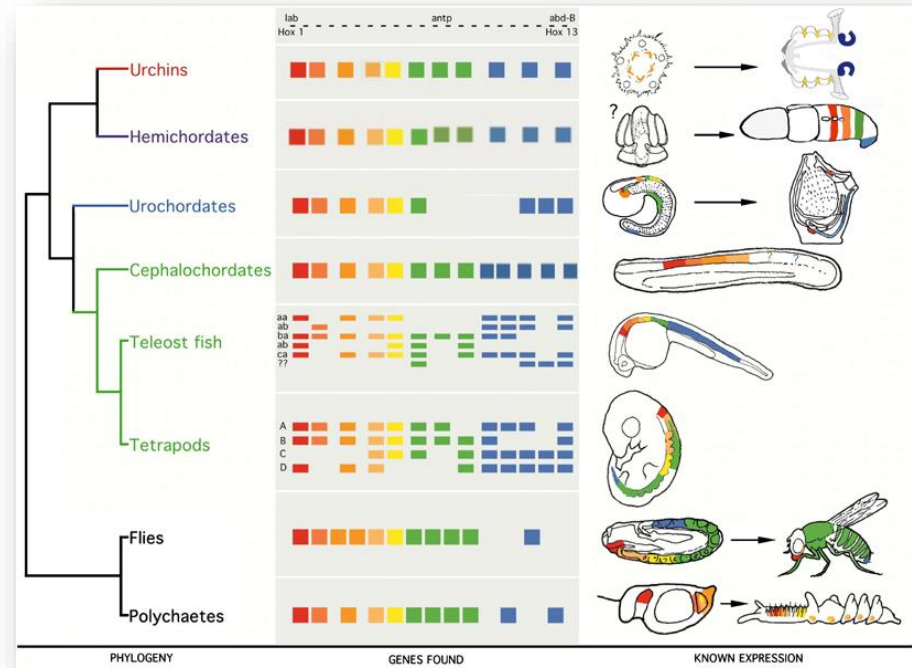 lab antp abd-B
Hox 1 Hox 13
Urchins
?
Hemichordates
Urochordates
Cephalochordates
? ?
aa
ab
ba
Teleost fish
ab
ca
??
A
B
Tetrapods
C
D
Flies
Polychaetes
PHYLOGENY GENES FOUND KNOWN EXPRESSION